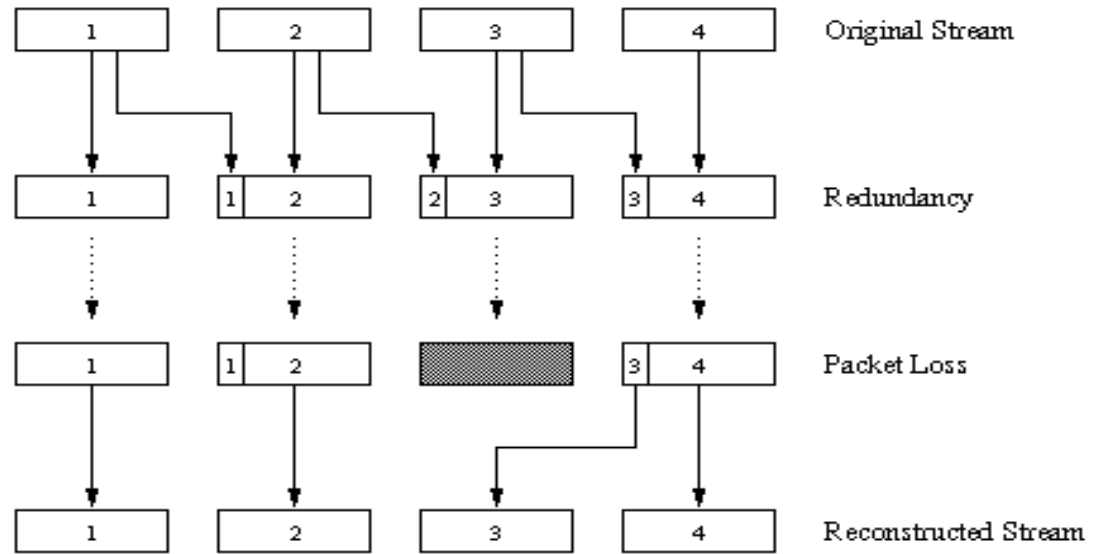 1 2 3 4 Original Stream
1 1 2 2 3 3 4 Redundancy
1 1 2 3 4 Packet Loss
1 2 3 4 Reconstructed Stream